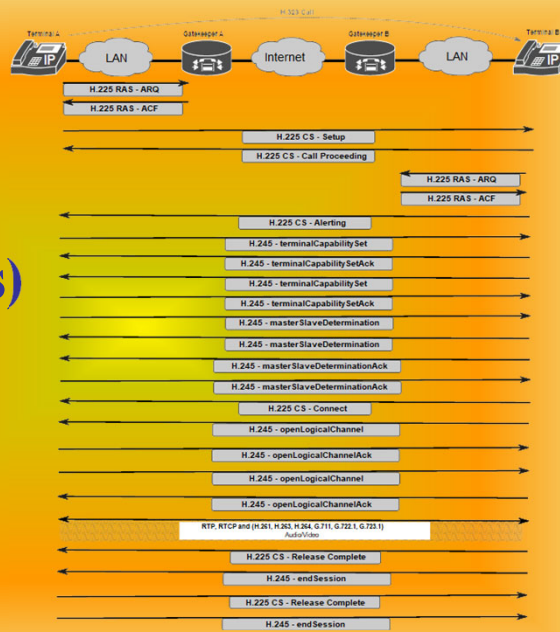 H.323 Call
Terminal A
Gatekeeper A
Gatekeeper B
Terminal B
IP
LAN
Internet
LAN
IP
H.225 RAS - ARQ
H.225 RAS - ACF
H.225 CS - Setup
H.225 CS - Call Proceeding
H.225 RAS - ARQ
H.225 RAS - ACF
H.225 CS - Alerting
H.245 - terminalCapabilitySet
H.245 - terminalCapabilitySetAck
s)
H.245 - terminalCapabilitySet
H.245 - terminalCapabilitySetAck
H.245 - masterSlaveDetermination
H.245 - masterSlaveDetermination
H.245 - masterSlaveDeterminationAck
H.245 - masterSlaveDeterminationAck
H.225 CS - Connect
H.245 - openLogicalChannel
H.245 - openLogicalChannelAck
H.245 - openLogicalChannel
H.245 - openLogicalChannelAck
RTP, RTCP and (H.261, H.263, H.264, G.711, G.722.1, G.723.1)
Audio/Video
H.225 CS - Release Complete
H.245 - endSession
H.225 CS - Release Complete
H.245 - endSession